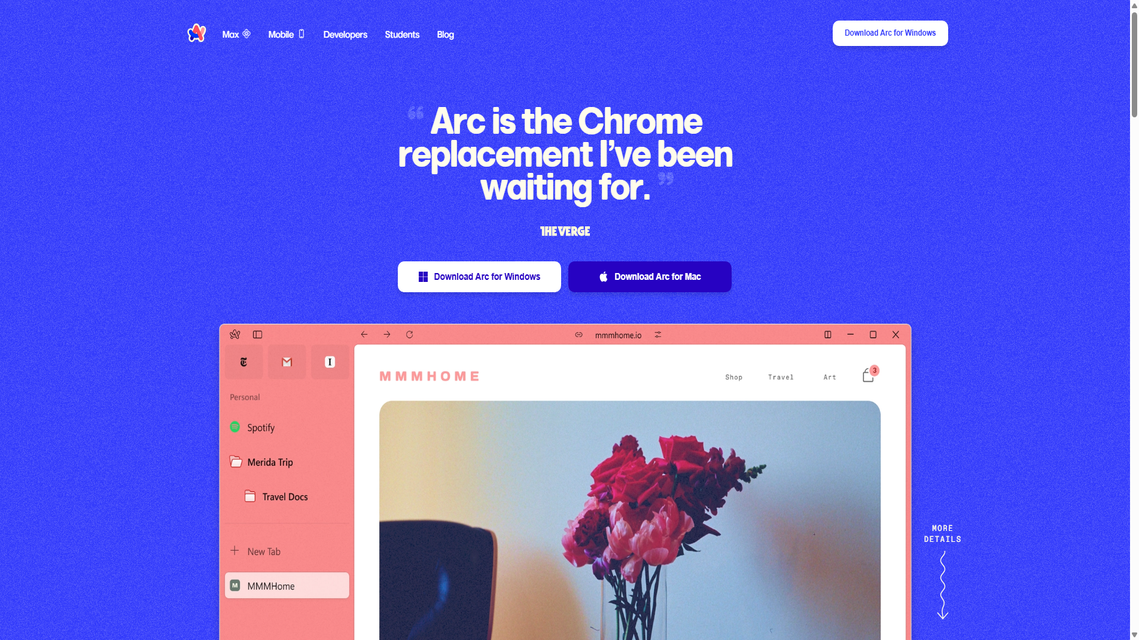 Max
Mobile
Developers
Students
Blog
Download Arc for Windows
“ Arc is the Chrome
replacement I’ve been
waiting for. ”
THE VERGE
Download Arc for Windows
Download Arc for Mac
mmmhome.io
Personal
Spotify
Merida Trip
Travel Docs
New Tab
M
MMMHome
MMMHOME
Shop
Travel
Art
3
MORE
DETAILS